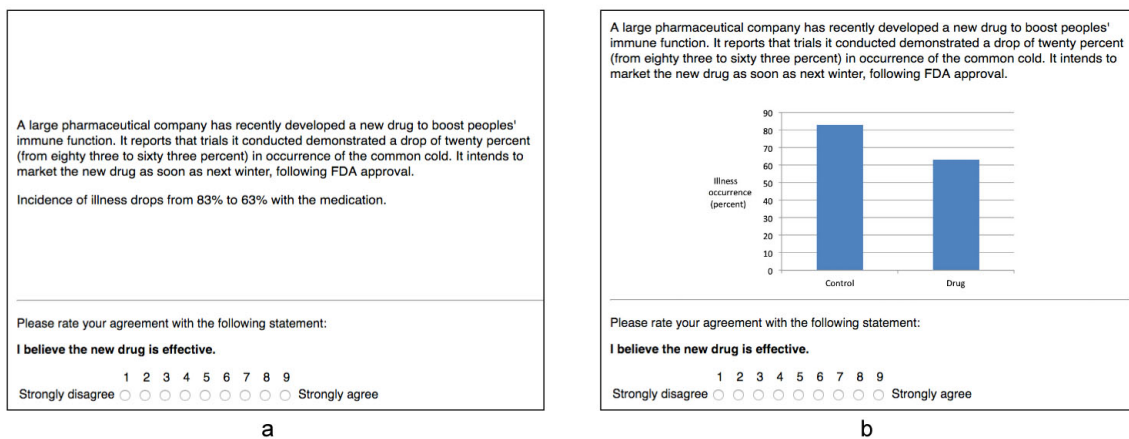 A large pharmaceutical company has recently developed a new drug to boost peoples'
immune function. It reports that trials it conducted demonstrated a drop of twenty percent
(from eighty three to sixty three percent) in occurrence of the common cold. It intends to
market the new drug as soon as next winter, following FDA approval.
Incidence of illness drops from 83% to 63% with the medication.
Please rate your agreement with the following statement:
I believe the new drug is effective.
1 2 3 4 5 6 7 8 9
Strongly disagree Strongly agree
a
A large pharmaceutical company has recently developed a new drug to boost peoples'
immune function. It reports that trials it conducted demonstrated a drop of twenty percent
(from eighty three to sixty three percent) in occurrence of the common cold. It intends to
market the new drug as soon as next winter, following FDA approval.
90
80
70
60
50
40
30
20
10
0
Illness
occurrence
(percent)
Control Drug
Please rate your agreement with the following statement:
I believe the new drug is effective.
1 2 3 4 5 6 7 8 9
Strongly disagree Strongly agree
b